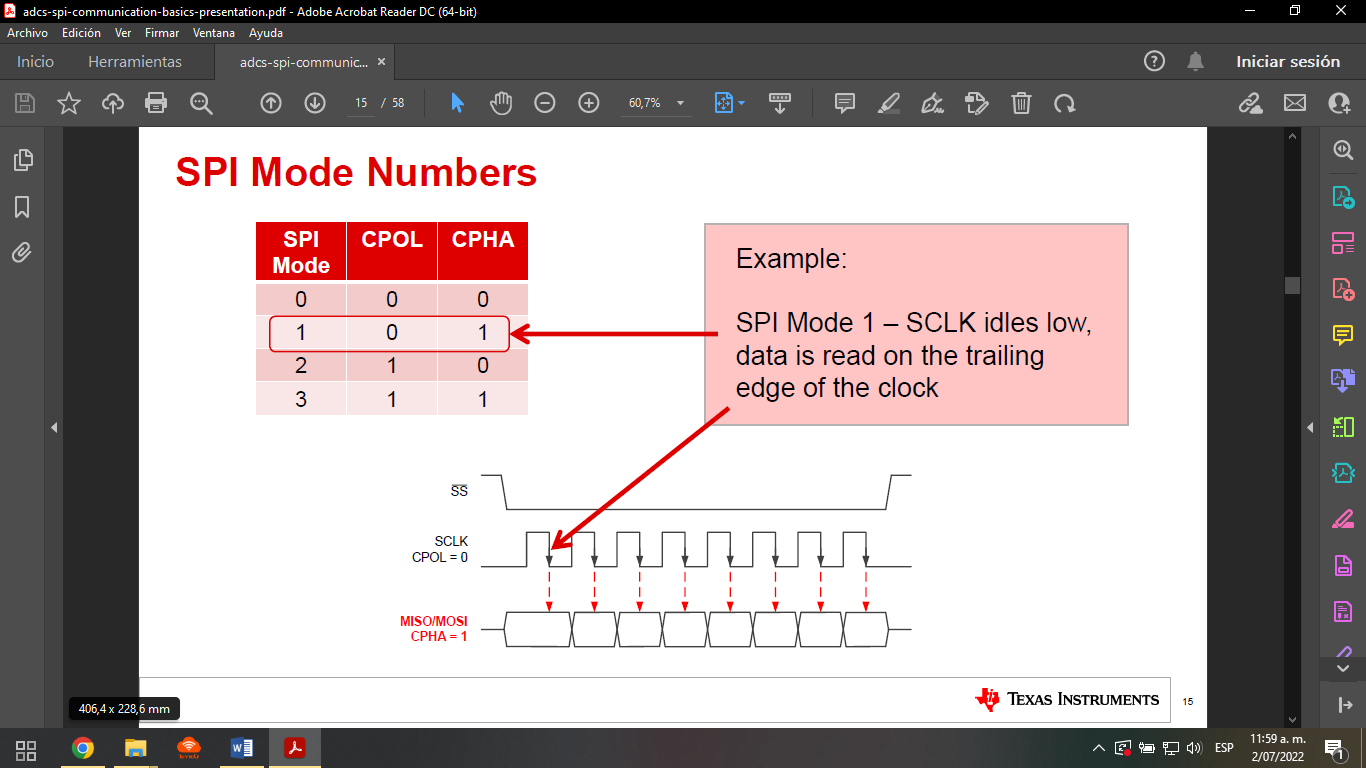 adcs-spi-communication-basics-presentation.pdf - Adobe Acrobat Reader DC (64-bit)
Archivo Edición Ver Firmar Ventana Ayuda
Inicio Herramientas adcs-spi-communic... × Iniciar sesión
15 / 58 60,7%
SPI Mode Numbers
SPI Mode CPOL CPHA
0 0 0
1 0 1
2 1 0
3 1 1
Example:
SPI Mode 1 – SCLK idles low,
data is read on the trailing
edge of the clock
SS
SCLK
CPOL = 0
MISO/MOSI
CPHA = 1
TEXAS INSTRUMENTS 15
406,4 x 228,6 mm
ESP
11:59 a. m.
2/07/2022
1